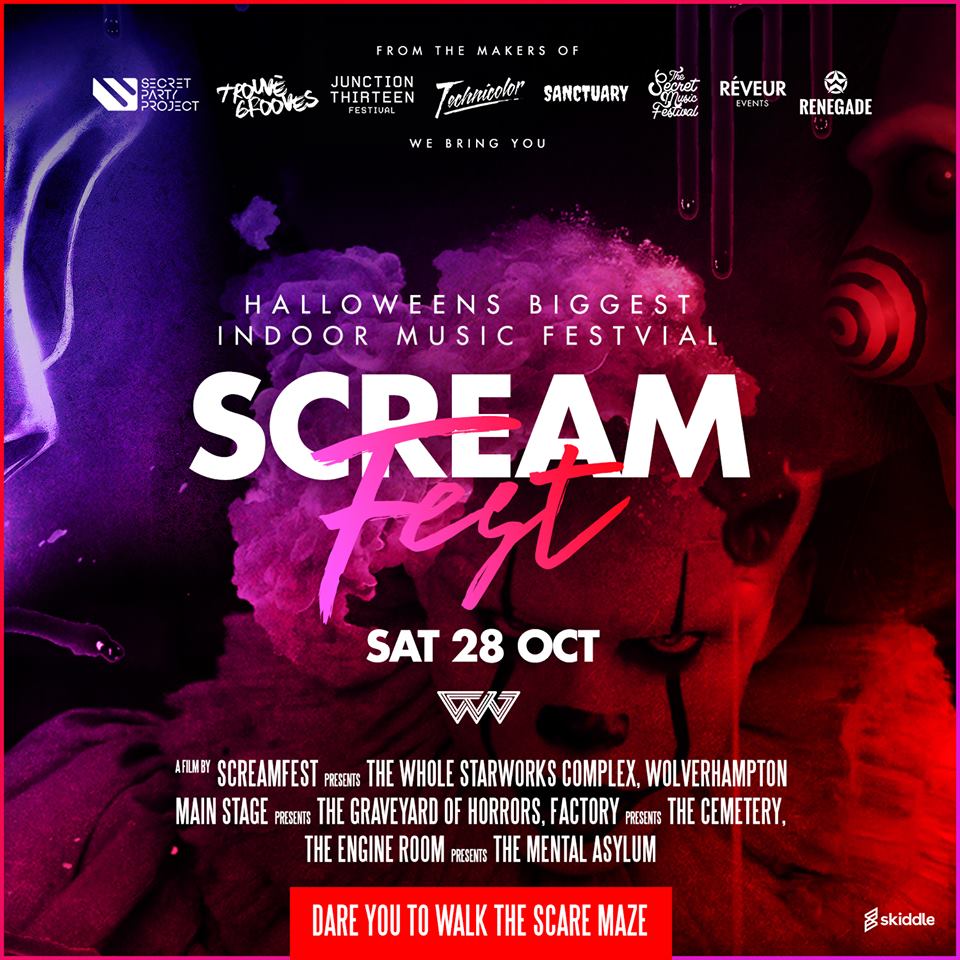 FROM THE MAKERS OF
SECRET PARTY PROJECT
TROUVÈ GROOVES
JUNCTION THIRTEEN FESTIVAL
Technicolor
SANCTUARY
The Secret Music Festival
RÉVEUR EVENTS
RENEGADE
WE BRING YOU
HALLOWEENS BIGGEST
INDOOR MUSIC FESTVIAL
SCREAM
Fest
SAT 28 OCT
A FILM BY SCREAMFEST PRESENTS THE WHOLE STARWORKS COMPLEX, WOLVERHAMPTON
MAIN STAGE PRESENTS THE GRAVEYARD OF HORRORS, FACTORY PRESENTS THE CEMETERY,
THE ENGINE ROOM PRESENTS THE MENTAL ASYLUM
DARE YOU TO WALK THE SCARE MAZE
skiddle